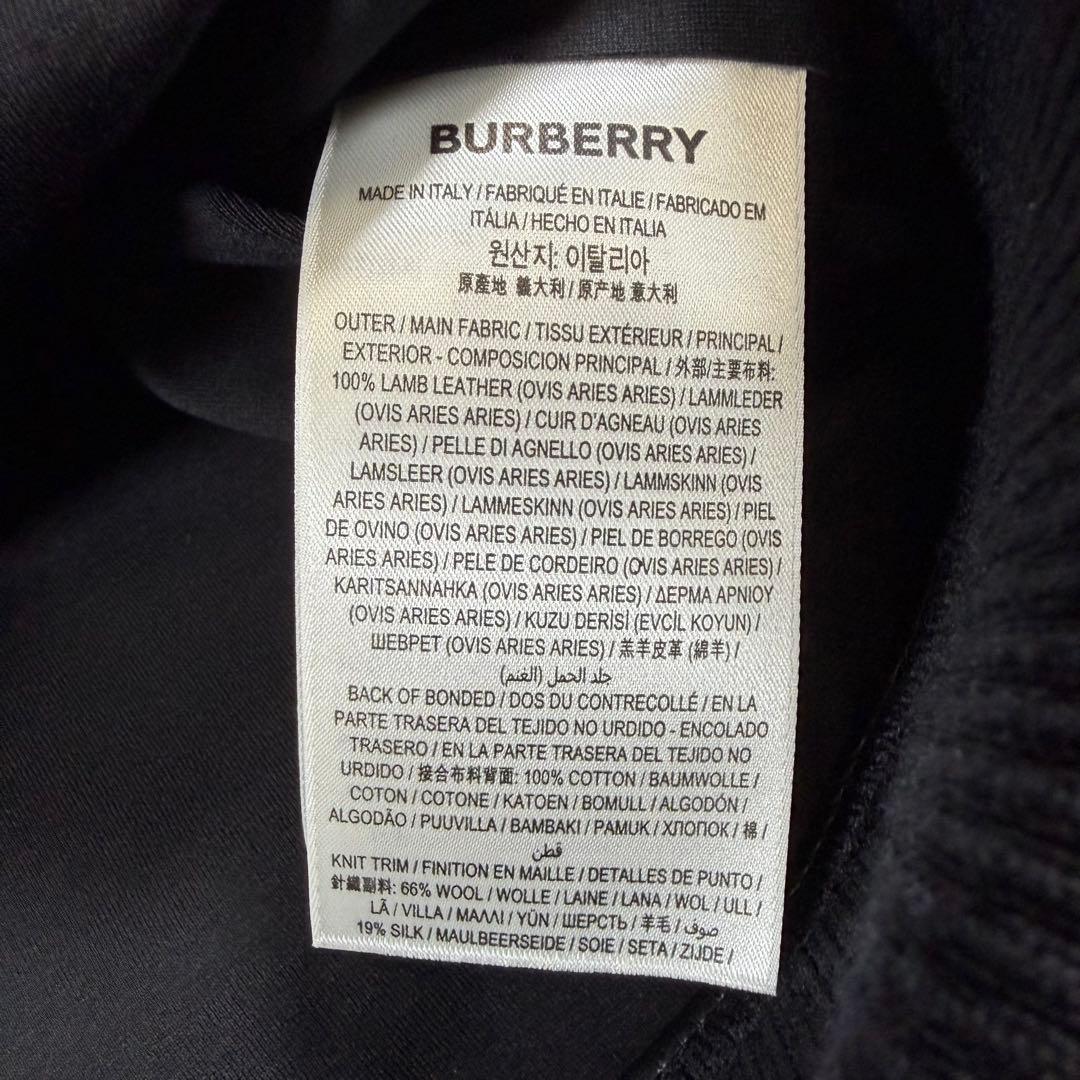 BURBERRY
MADE IN ITALY / FABRIQUÉ EN ITALIE / FABRICADO EM
ITÁLIA / HECHO EN ITALIA
원산지: 이탈리아
原產地 義大利 / 原产地 意大利
OUTER / MAIN FABRIC / TISSU EXTÉRIEUR / PRINCIPAL /
EXTERIOR - COMPOSICION PRINCIPAL / 外部/主要布料:
100% LAMB LEATHER (OVIS ARIES ARIES) / LAMMLEDER
(OVIS ARIES ARIES) / CUIR D'AGNEAU (OVIS ARIES
ARIES) / PELLE DI AGNELLO (OVIS ARIES ARIES) /
LAMSLEER (OVIS ARIES ARIES) / LAMMSKINN (OVIS
ARIES ARIES) / LAMMESKINN (OVIS ARIES ARIES) / PIEL
DE OVINO (OVIS ARIES ARIES) / PIEL DE BORREGO (OVIS
ARIES ARIES) / PELE DE CORDEIRO (OVIS ARIES ARIES) /
KARITSANNAHKA (OVIS ARIES ARIES) / ΔΕΡΜΑ ΑΡΝΙΟΥ
(OVIS ARIES ARIES) / KUZU DERİSİ (EVCİL KOYUN) /
ШЕВРЕТ (OVIS ARIES ARIES) / 羔羊皮革 (綿羊) /
جلد الحمل (الغنم)
BACK OF BONDED / DOS DU CONTRECOLLÉ / EN LA
PARTE TRASERA DEL TEJIDO NO URDIDO - ENCOLADO
TRASERO / EN LA PARTE TRASERA DEL TEJIDO NO
URDIDO / 接合布料背面: 100% COTTON / BAUMWOLLE /
COTON / COTONE / KATOEN / BOMULL / ALGODÓN /
ALGODÃO / PUUVILLA / BAMBAKI / PAMUK / ХЛОПОК / 棉 /
قطن
KNIT TRIM / FINITION EN MAILLE / DETALLES DE PUNTO /
針織副料: 66% WOOL / WOLLE / LAINE / LANA / WOL / ULL /
LÃ / VILLA / ΜΑΛΛΙ / YÜN / ШЕРСТЬ / 羊毛 / صوف /
19% SILK / MAULBEERSEIDE / SOIE / SETA / ZIJDE /